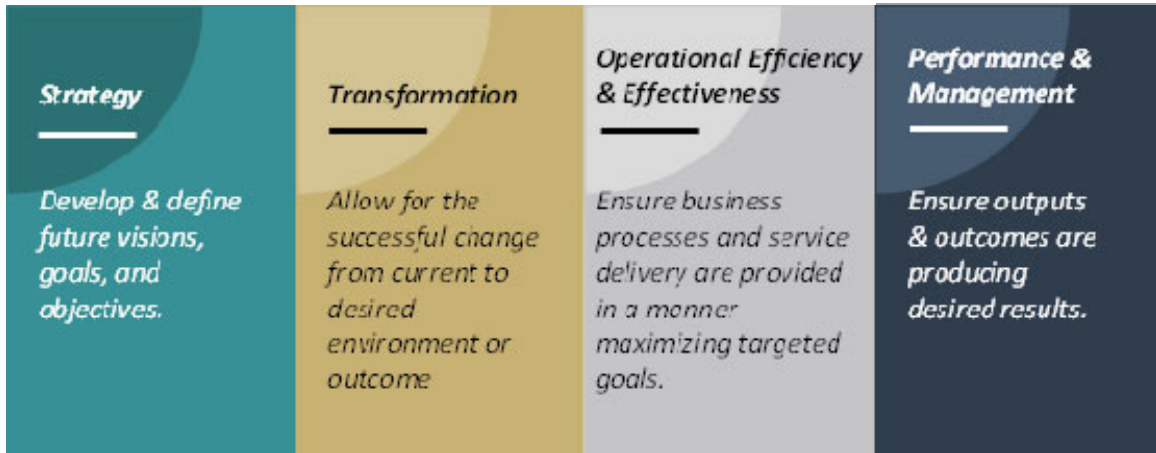 Strategy
Develop & define
future visions,
goals, and
objectives.
Transformation
Allow for the
successful change
from current to
desired
environment or
outcome
Operational Efficiency
& Effectiveness
Ensure business
processes and service
delivery are provided
in a manner
maximizing targeted
goals.
Performance &
Management
Ensure outputs
& outcomes are
producing
desired results.